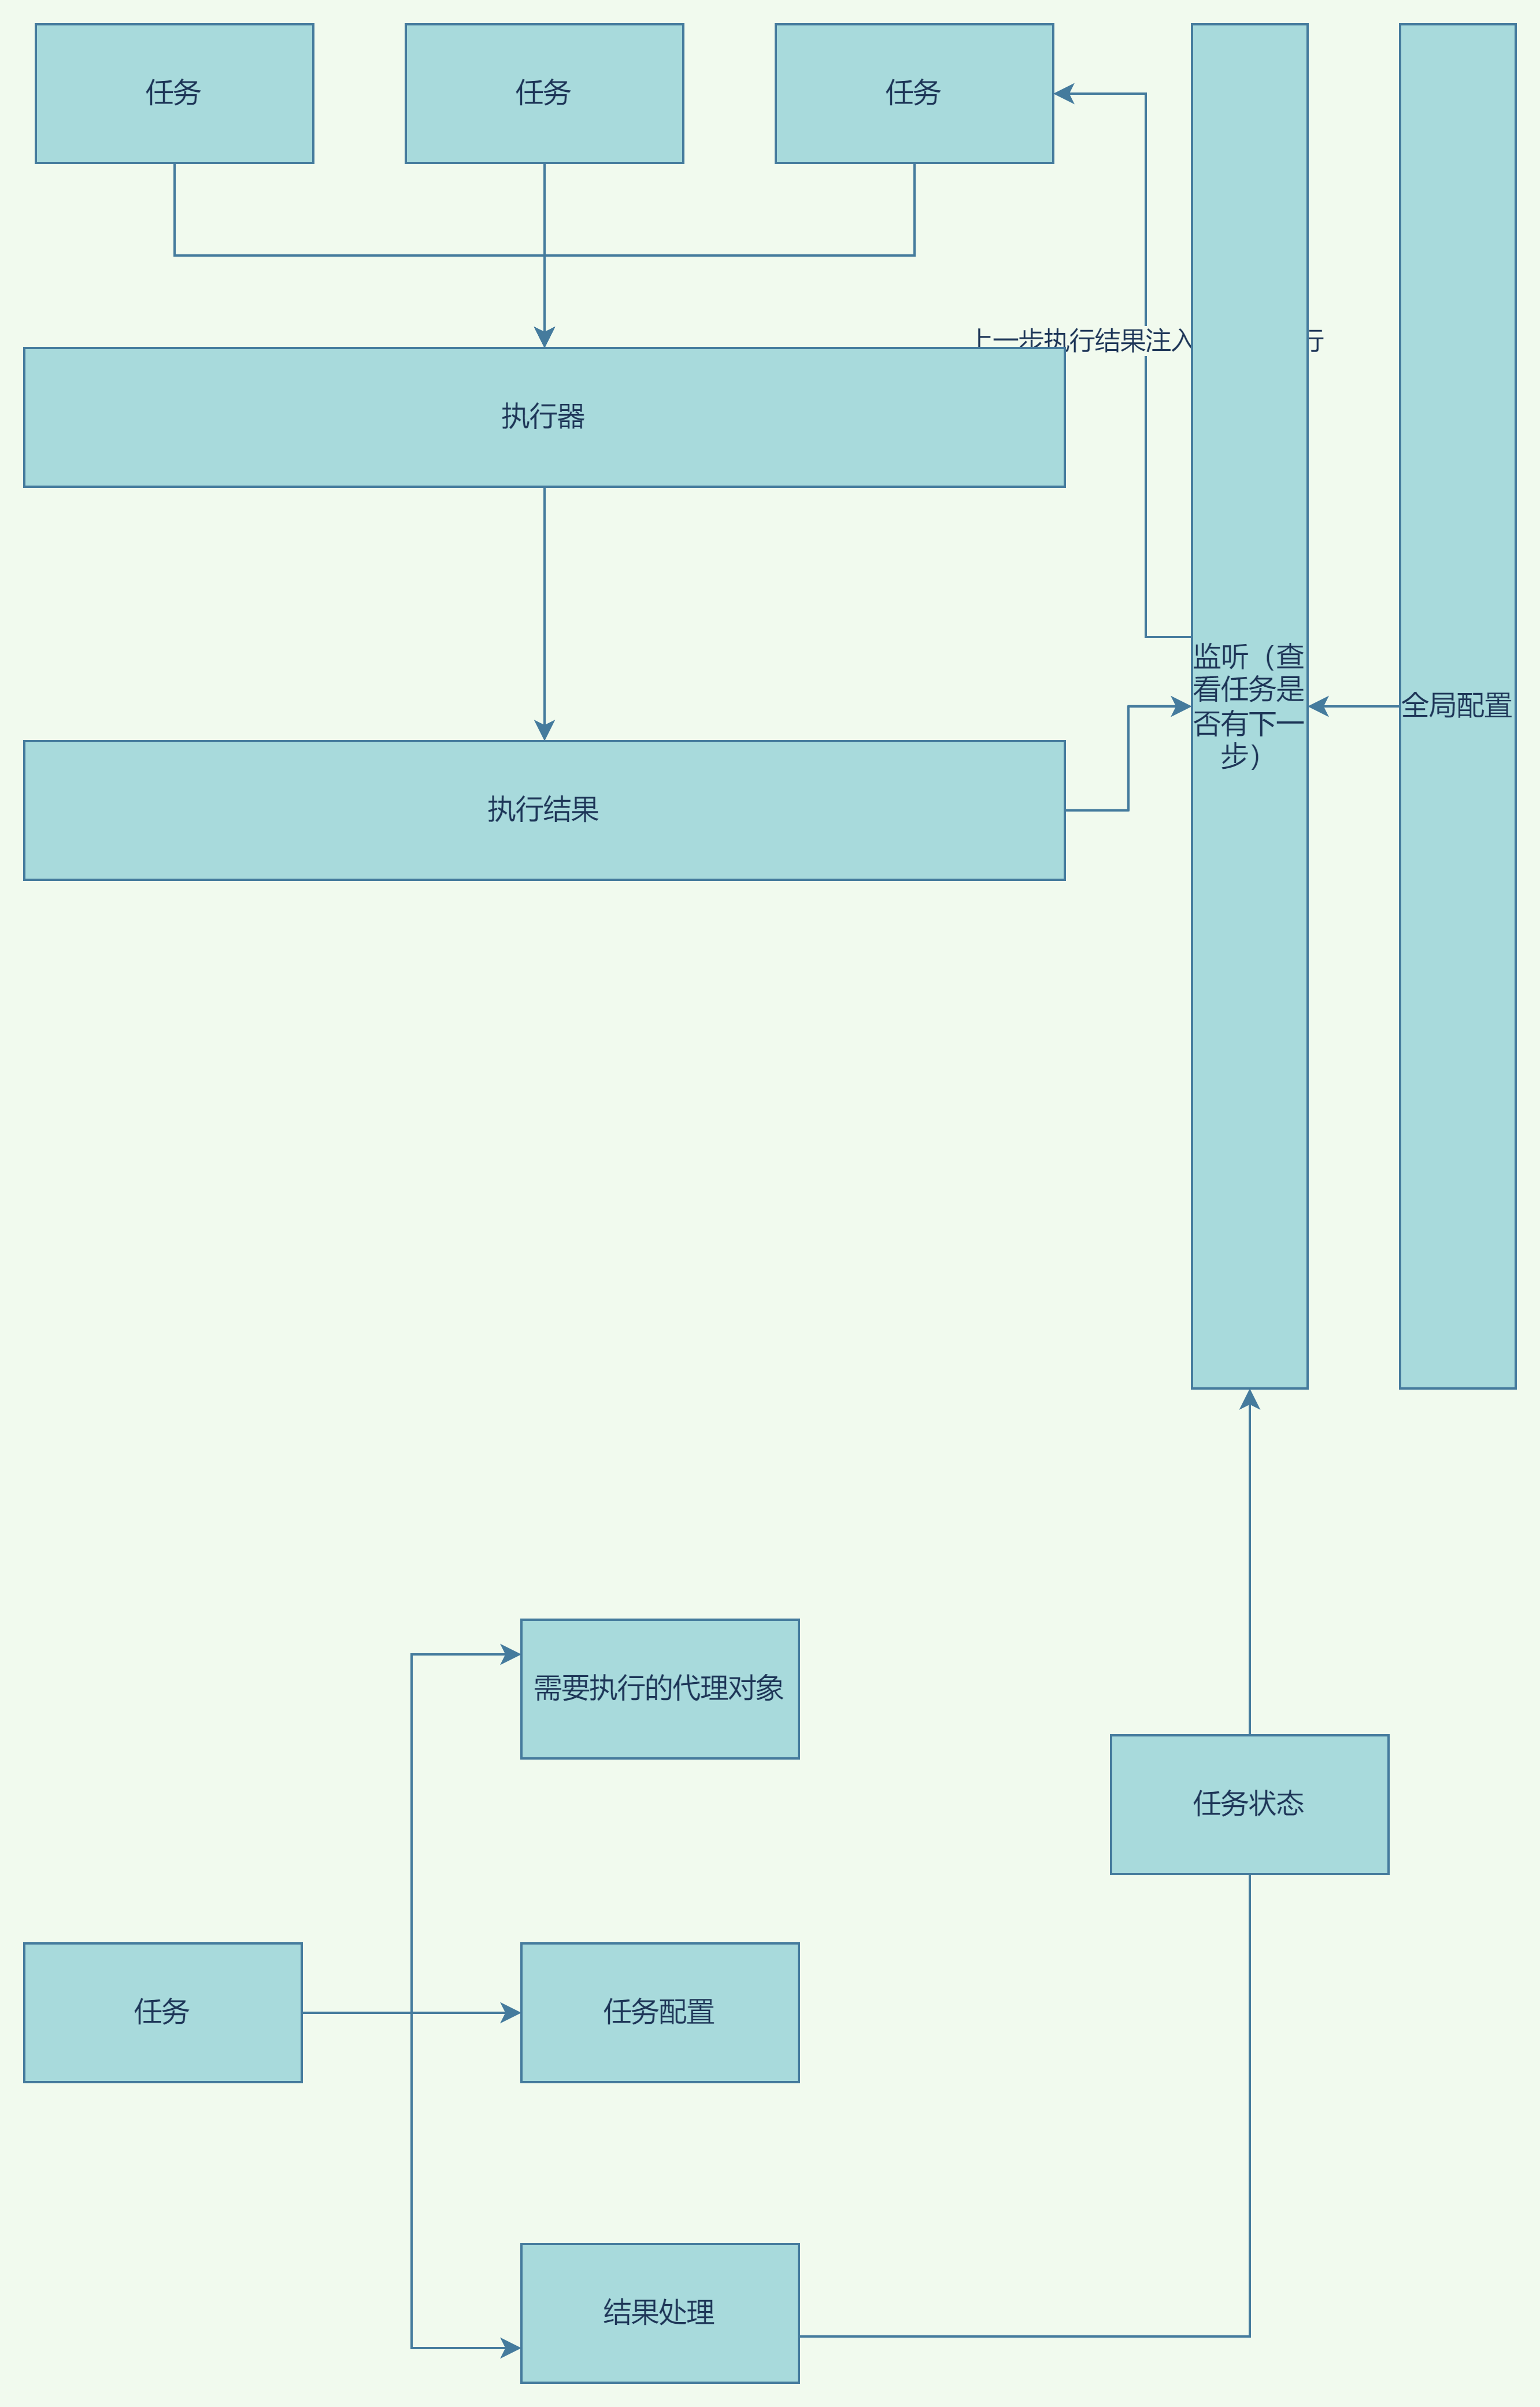 任务
任务
任务
上一步执行结果注入
行
执行器
监听（查
看任务是
否有下一
步）
全局配置
执行结果
需要执行的代理对象
任务状态
任务
任务配置
结果处理